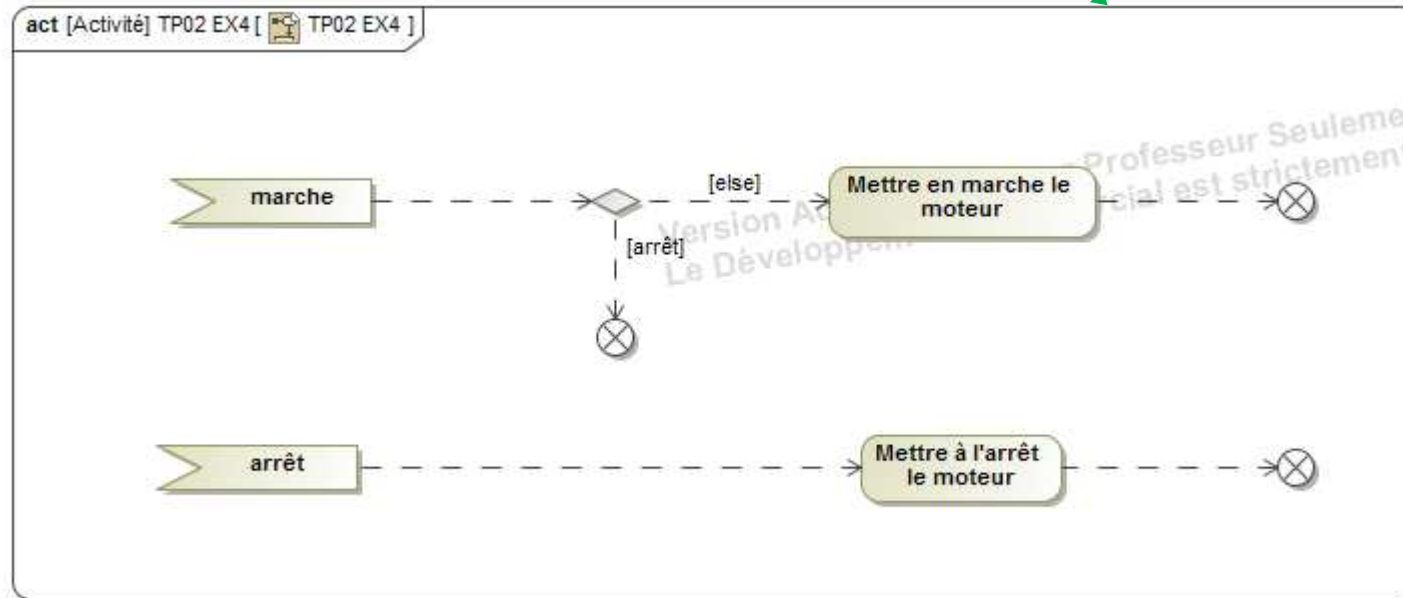 act [Activité] TP02 EX4 [ TP02 EX4 ]
marche
[else]
Mettre en marche le
moteur
[arrêt]
Version
Professeur Seuleme
Le
cial est strictement
arrêt
Mettre à l'arrêt
le moteur